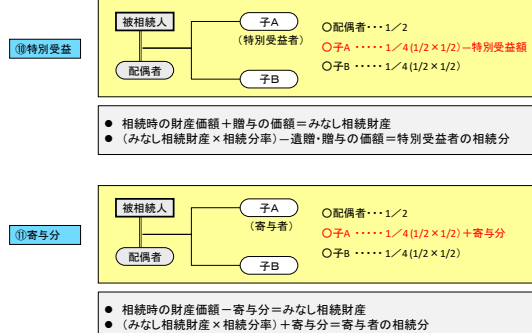 ⑩特別受益
被相続人
配偶者
子A
(特別受益者)
子B
〇配偶者・・・1／2
〇子A ・・・・・1／4(1/2×1/2)－特別受益額
〇子B ・・・・・1／4(1/2×1/2)
● 相続時の財産価額＋贈与の価額＝みなし相続財産
● (みなし相続財産×相続分率)－遺贈・贈与の価額＝特別受益者の相続分
⑪寄与分
被相続人
配偶者
子A
(寄与者)
子B
〇配偶者・・・1／2
〇子A ・・・・・1／4(1/2×1/2)＋寄与分
〇子B ・・・・・1／4(1/2×1/2)
● 相続時の財産価額－寄与分＝みなし相続財産
● (みなし相続財産×相続分率)＋寄与分＝寄与者の相続分